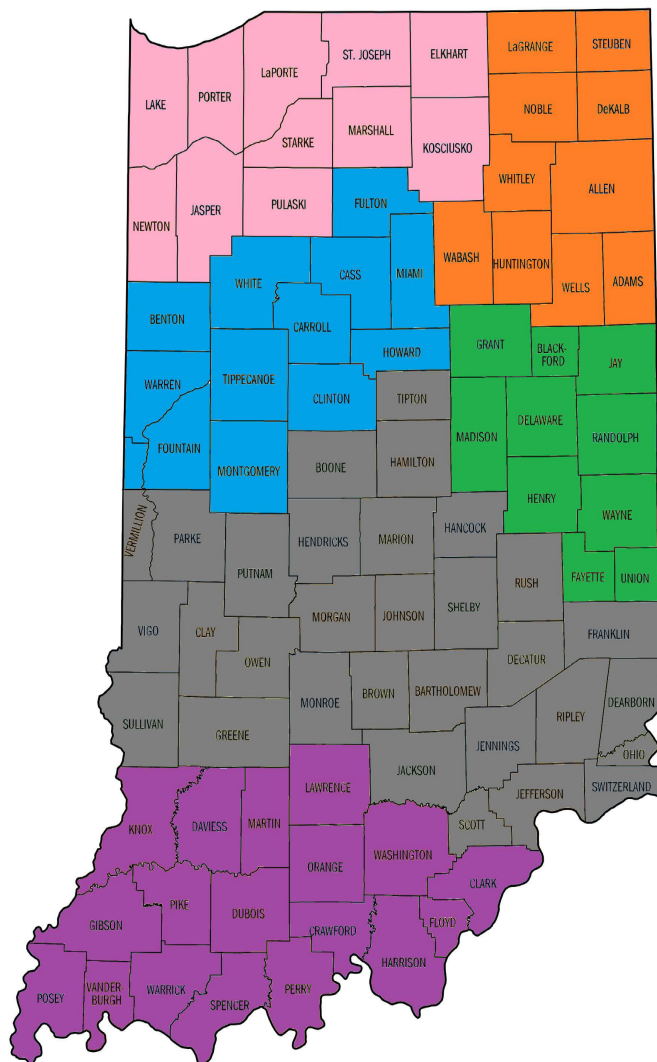 LaGRANGE
STEUBEN
ST. JOSEPH
ELKHART
LaPORTE
LAKE
PORTER
NOBLE
DeKALB
STARKE
MARSHALL
KOSCIUSKO
WHITLEY
ALLEN
NEWTON
JASPER
PULASKI
FULTON
WABASH
HUNTINGTON
WHITE
CASS
MIAMI
WELLS
ADAMS
BENTON
CARROLL
HOWARD
GRANT
BLACK-
FORD
JAY
WARREN
TIPPECANOE
CLINTON
TIPTON
MADISON
DELAWARE
RANDOLPH
FOUNTAIN
MONTGOMERY
BOONE
HAMILTON
HENRY
WAYNE
VERMILLION
PARKE
PUTNAM
HENDRICKS
MARION
HANCOCK
RUSH
FAYETTE
UNION
VIGO
CLAY
OWEN
MORGAN
JOHNSON
SHELBY
DECATUR
FRANKLIN
SULLIVAN
GREENE
MONROE
BROWN
BARTHOLOMEW
RIPLEY
DEARBORN
JENNINGS
OHIO
JACKSON
JEFFERSON
SWITZERLAND
KNOX
DAVIESS
MARTIN
LAWRENCE
SCOTT
WASHINGTON
ORANGE
CLARK
GIBSON
PIKE
DUBOIS
CRAWFORD
FLOYD
HARRISON
POSEY
VANDER-
BURGH
WARRICK
SPENCER
PERRY